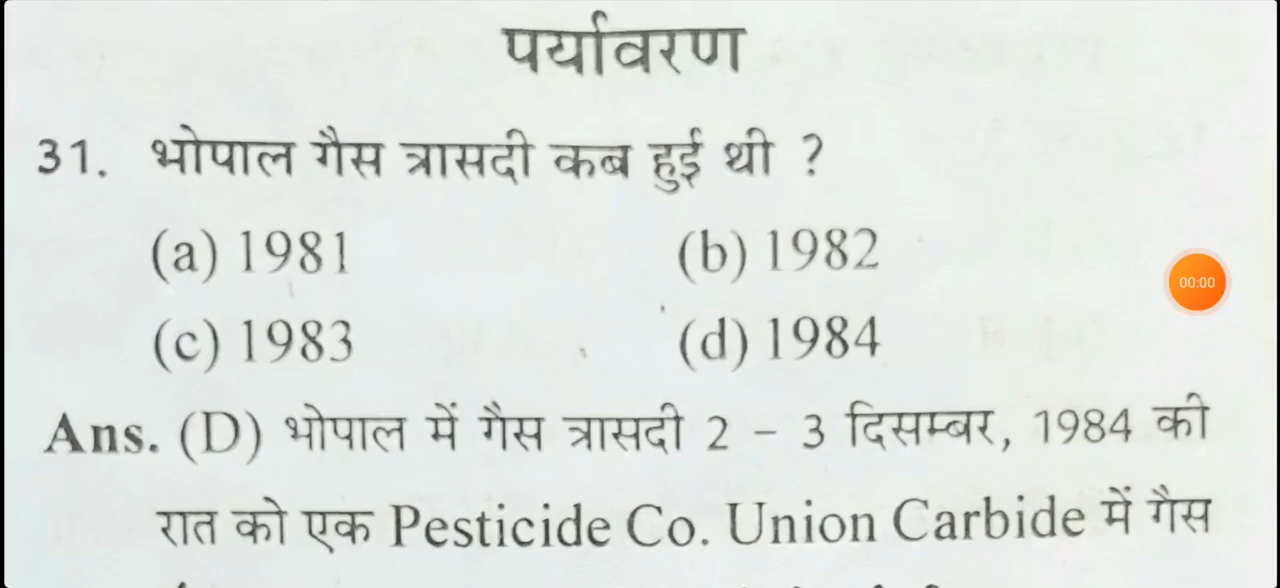 पर्यावरण
31. भोपाल गैस त्रासदी कब हुई थी ?
(a) 1981 (b) 1982
(c) 1983 (d) 1984
00:00
Ans. (D) भोपाल में गैस त्रासदी 2 – 3 दिसम्बर, 1984 की
रात को एक Pesticide Co. Union Carbide में गैस